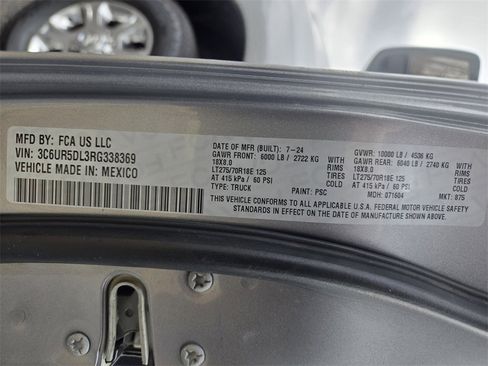 MFD BY: FCA US LLC
VIN: 3C6UR5DL3RG338369
VEHICLE MADE IN: MEXICO
DATE OF MFR (BUILT): 7-24 GVWR: 10000 LB / 4536 KG
GAWR FRONT: 6000 LB / 2722 KG WITH GAWR REAR: 6040 LB / 2740 KG WITH
18X8.0 RIMS 18X8.0 RIMS
LT275/70R18E 125 TIRES LT275/70R18E 125 TIRES
AT 415 kPa / 60 PSI COLD AT 415 kPa / 60 PSI COLD
TYPE: TRUCK PAINT: PSC MDH: 071604 MKT: 875
THIS VEHICLE CONFORMS TO ALL APPLICABLE U.S.A. FEDERAL MOTOR VEHICLE SAFETY
STANDARDS IN EFFECT ON THE DATE OF MANUFACTURE SHOWN ABOVE.